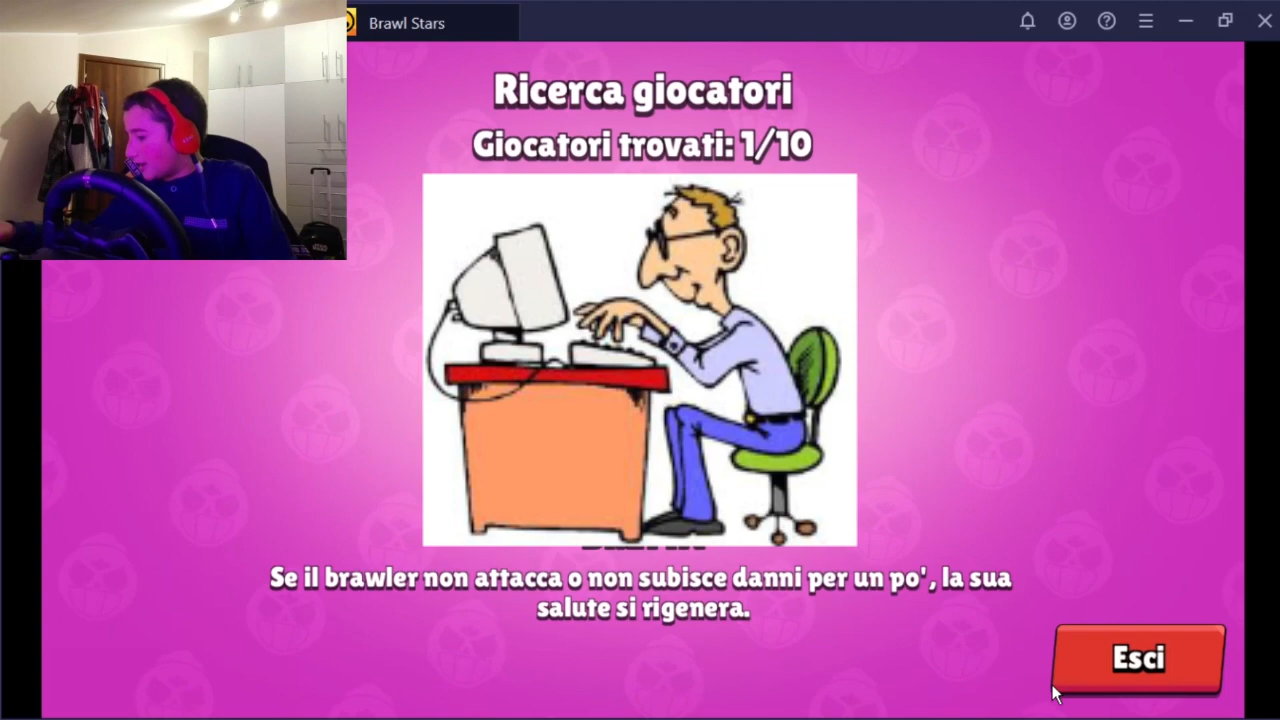 Brawl Stars
Ricerca giocatori
Giocatori trovati: 1/10
Se il brawler non attacca o non subisce danni per un po', la sua
salute si rigenera.
Esci